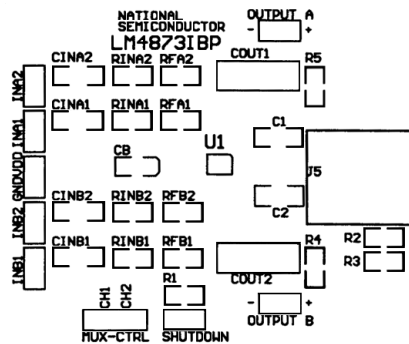 NATIONAL
SEMICONDUCTOR
LM4873IBP
OUTPUT A
- +
CINA2 RINA2 RFA2 COUT1 R5
INA2
CINA1 RINA1 RFA1
INA1
C1
U1
CB
J5
GNDVDD
CINB2 RINB2 RFB2
C2
INB2
R2
CINB1 RINB1 RFB1 R4
R3
INB1
COUT2
R1
CH1
CH2
- +
MUX-CTRL SHUTDOWN OUTPUT B